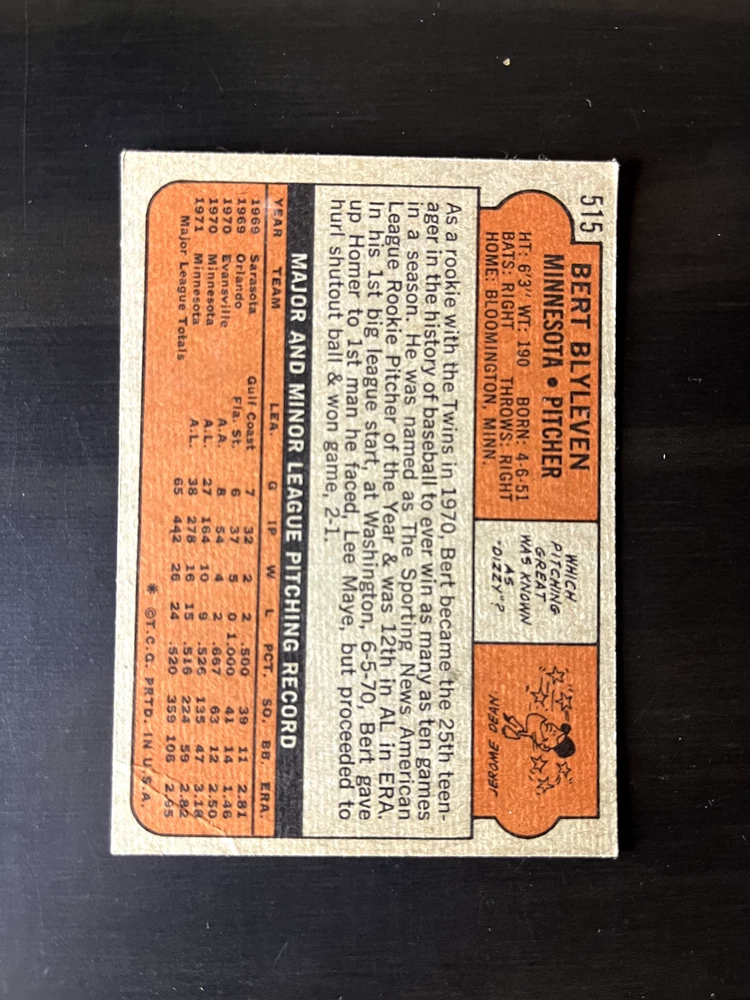 515
BERT BLYLEVEN
MINNESOTA • PITCHER
HT: 6'3" WT: 190 BORN: 4-6-51
BATS: RIGHT THROWS: RIGHT
HOME: BLOOMINGTON, MINN.
WHICH
PITCHING
GREAT
WAS KNOWN
AS
"DIZZY"?
JEROME DEAN
As a rookie with the Twins in 1970, Bert became the 25th teen-
ager in the history of baseball to ever win as many as ten games
in a season. He was named as The Sporting News American
League Rookie Pitcher of the Year & was 12th in AL in ERA.
In his 1st big league start, at Washington, 6-5-70, Bert gave
up Homer to 1st man he faced, Lee Maye, but proceeded to
hurl shutout ball & won game, 2-1.
MAJOR AND MINOR LEAGUE PITCHING RECORD
YEAR TEAM LEA. G IP W L PCT. SO. BB. ERA.
1969 Sarasota Gulf Coast 7 32 2 2 .500 39 11 2.81
1969 Orlando Fla. St. 6 37 5 0 1.000 41 14 1.46
1970 Evansville A.A. 8 54 4 2 .667 63 12 2.50
1970 Minnesota A.L. 27 164 10 9 .526 135 47 3.18
1971 Minnesota A.L. 38 278 16 15 .516 224 59 2.82
Major League Totals 65 442 26 24 .520 359 106 2.95
* ©T.C.G. PRTD. IN U.S.A.